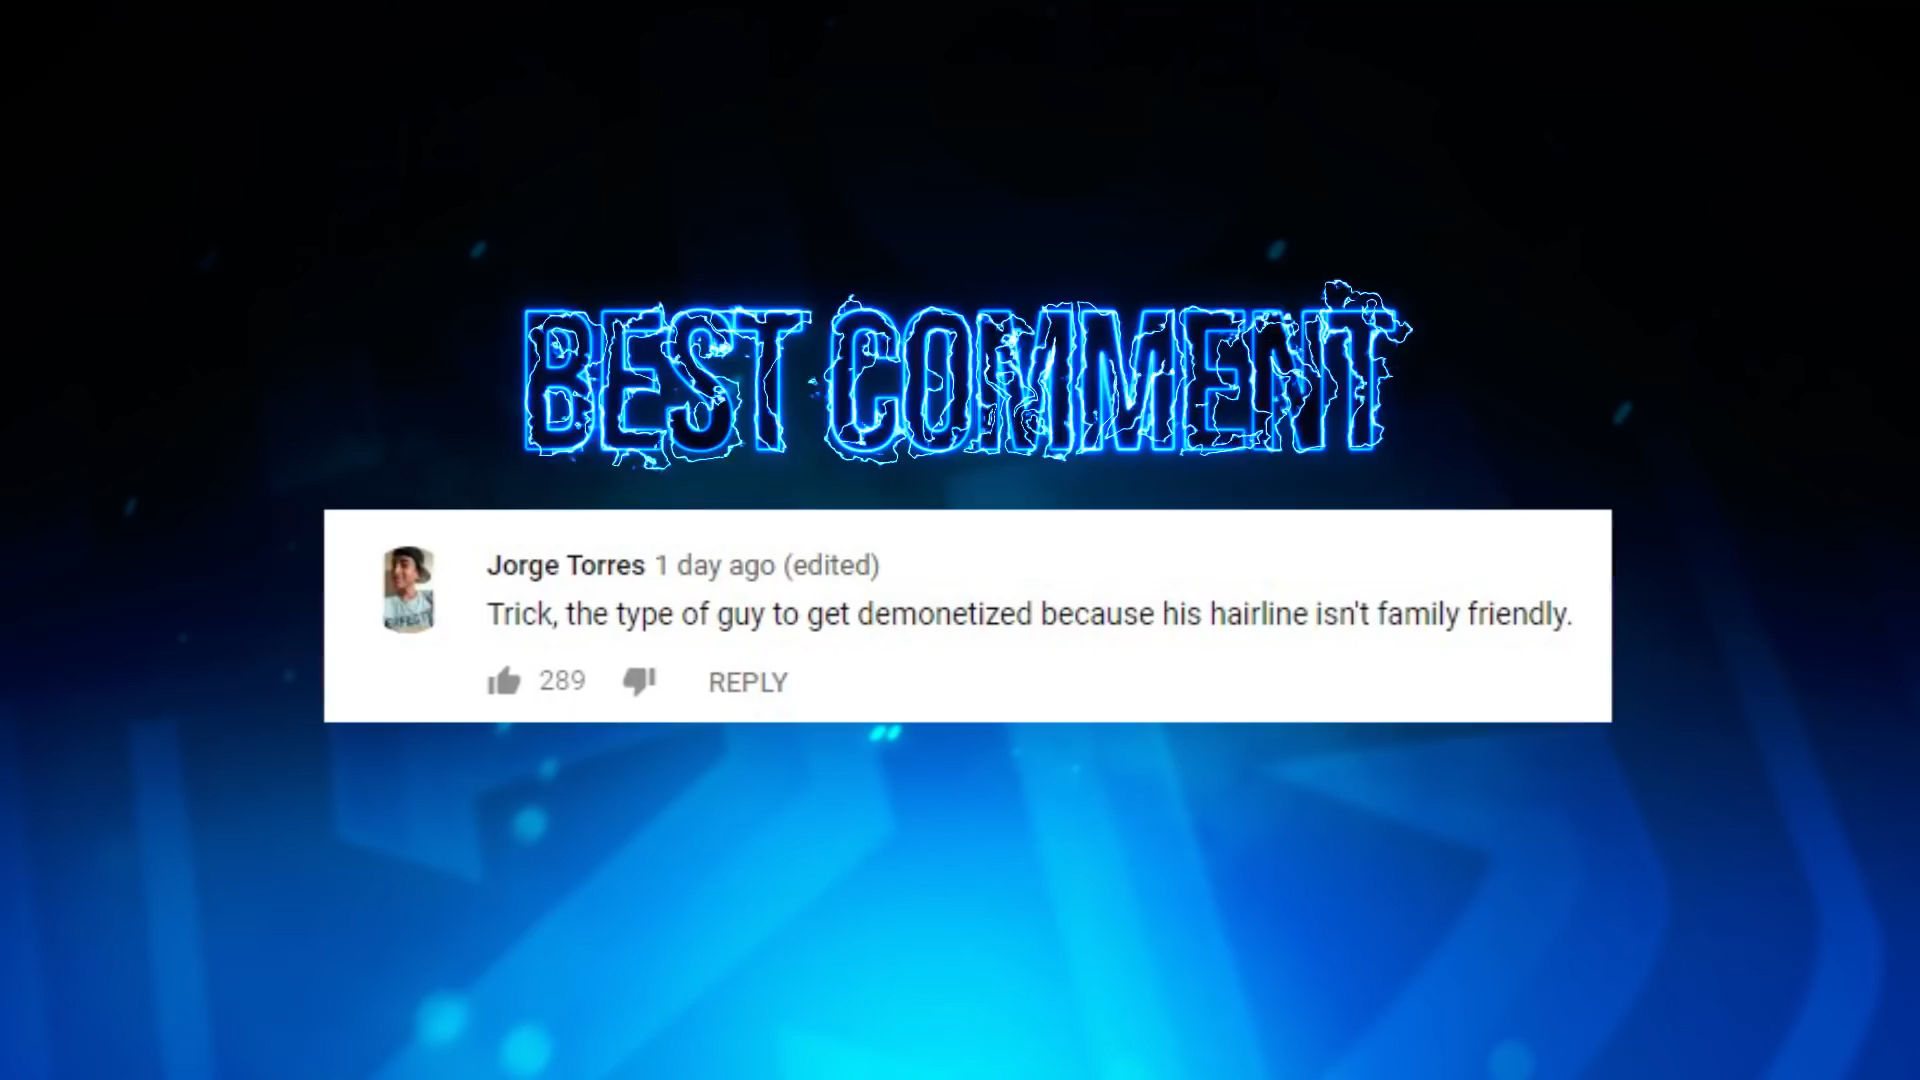 BEST COMMENT
Jorge Torres 1 day ago (edited)
Trick, the type of guy to get demonetized because his hairline isn't family friendly.
289 REPLY